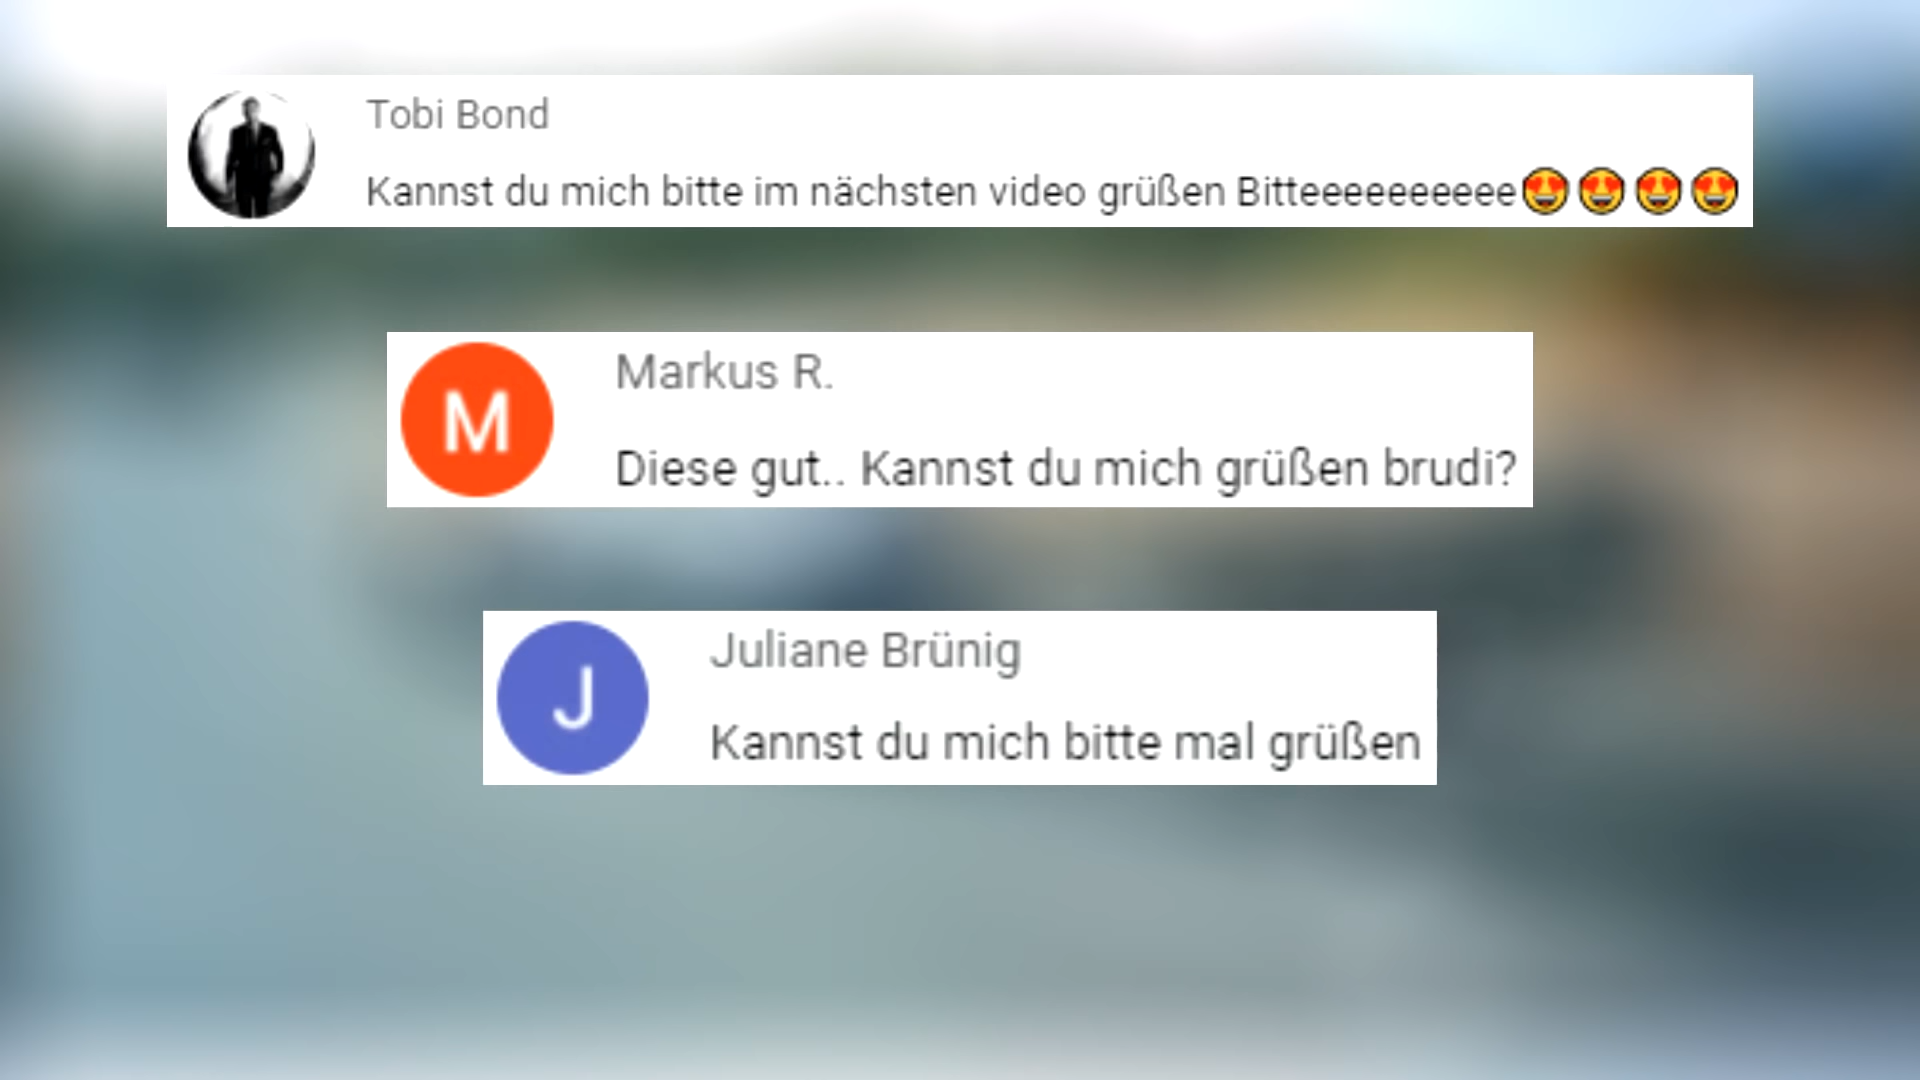 Tobi Bond
Kannst du mich bitte im nächsten video grüßen Bitteeeeeeeeeee😍😍😍😍
M
Markus R.
Diese gut.. Kannst du mich grüßen brudi?
J
Juliane Brünig
Kannst du mich bitte mal grüßen